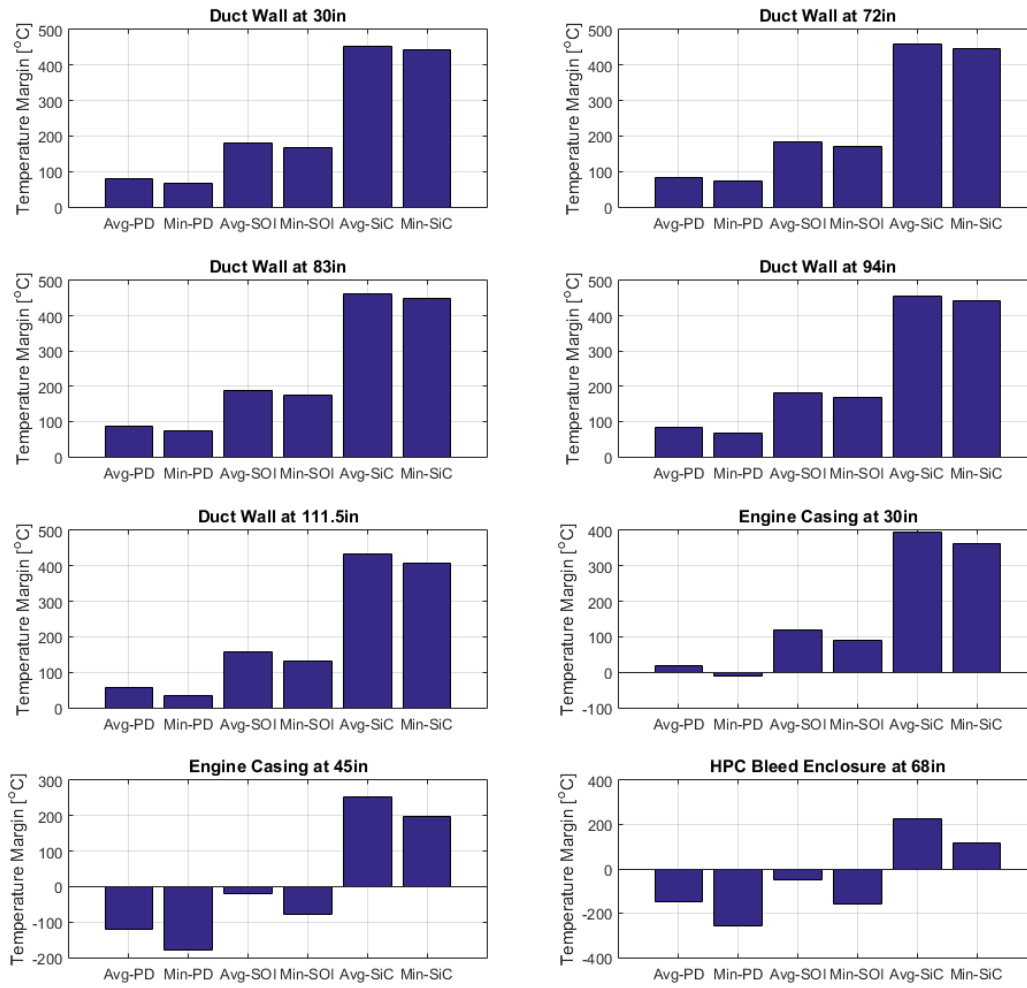 Duct Wall at 30in
Temperature Margin [°C]
500
400
300
200
100
0
Avg-PD Min-PD Avg-SOI Min-SOI Avg-SiC Min-SiC
Duct Wall at 72in
Temperature Margin [°C]
500
400
300
200
100
0
Avg-PD Min-PD Avg-SOI Min-SOI Avg-SiC Min-SiC
Duct Wall at 83in
Temperature Margin [°C]
500
400
300
200
100
0
Avg-PD Min-PD Avg-SOI Min-SOI Avg-SiC Min-SiC
Duct Wall at 94in
Temperature Margin [°C]
500
400
300
200
100
0
Avg-PD Min-PD Avg-SOI Min-SOI Avg-SiC Min-SiC
Duct Wall at 111.5in
Temperature Margin [°C]
500
400
300
200
100
0
Avg-PD Min-PD Avg-SOI Min-SOI Avg-SiC Min-SiC
Engine Casing at 30in
Temperature Margin [°C]
400
300
200
100
0
-100
Avg-PD Min-PD Avg-SOI Min-SOI Avg-SiC Min-SiC
Engine Casing at 45in
Temperature Margin [°C]
300
200
100
0
-100
-200
Avg-PD Min-PD Avg-SOI Min-SOI Avg-SiC Min-SiC
HPC Bleed Enclosure at 68in
Temperature Margin [°C]
400
200
0
-200
-400
Avg-PD Min-PD Avg-SOI Min-SOI Avg-SiC Min-SiC